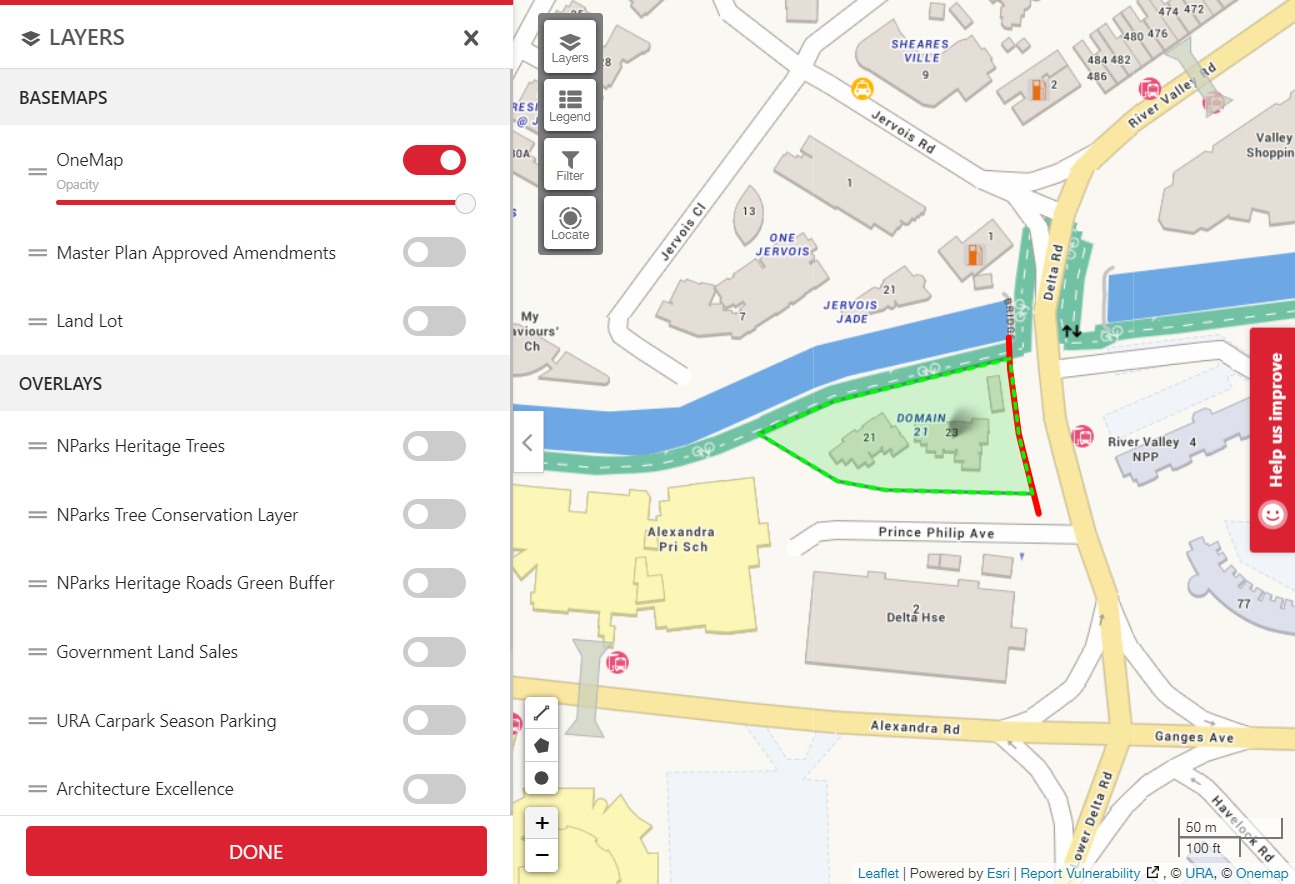 LAYERS
BASEMAPS
OneMap
Opacity
Master Plan Approved Amendments
Land Lot
OVERLAYS
NParks Heritage Trees
NParks Tree Conservation Layer
NParks Heritage Roads Green Buffer
Government Land Sales
URA Carpark Season Parking
Architecture Excellence
DONE
Layers
Legend
Filter
Locate
474 472
480 476
484 482
486
SHEARES
VILLE
9
2
River Valley Rd
Valley
Shoppin
Jervois Rd
1
13
Jervois Cl
ONE
JERVOIS
1
Delta Rd
21
JERVOIS
JADE
7
My
aviours'
Ch
DOMAIN
21
21
23
River Valley 4
NPP
Help us improve
Alexandra
Pri Sch
Prince Philip Ave
2
Delta Hse
77
Alexandra Rd
Ganges Ave
Lower Delta Rd
Havelock Rd
+
−
50 m
100 ft
Leaflet | Powered by Esri | Report Vulnerability , © URA, © Onemap